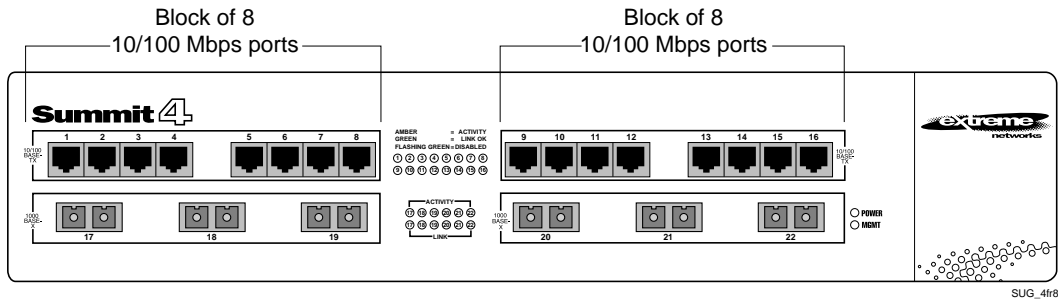 Block of 8
10/100 Mbps ports
Block of 8
10/100 Mbps ports
Summit 4
1 2 3 4 5 6 7 8
10/100
BASE-
TX
AMBER = ACTIVITY
GREEN = LINK OK
FLASHING GREEN = DISABLED
1 2 3 4 5 6 7 8
9 10 11 12 13 14 15 16
9 10 11 12 13 14 15 16
10/100
BASE-
TX
extreme
networks
1000
BASE-
X
17 18 19
ACTIVITY
17 18 19 20 21 22
17 18 19 20 21 22
LINK
1000
BASE-
X
20 21 22
POWER
MGMT
SUG_4fr8